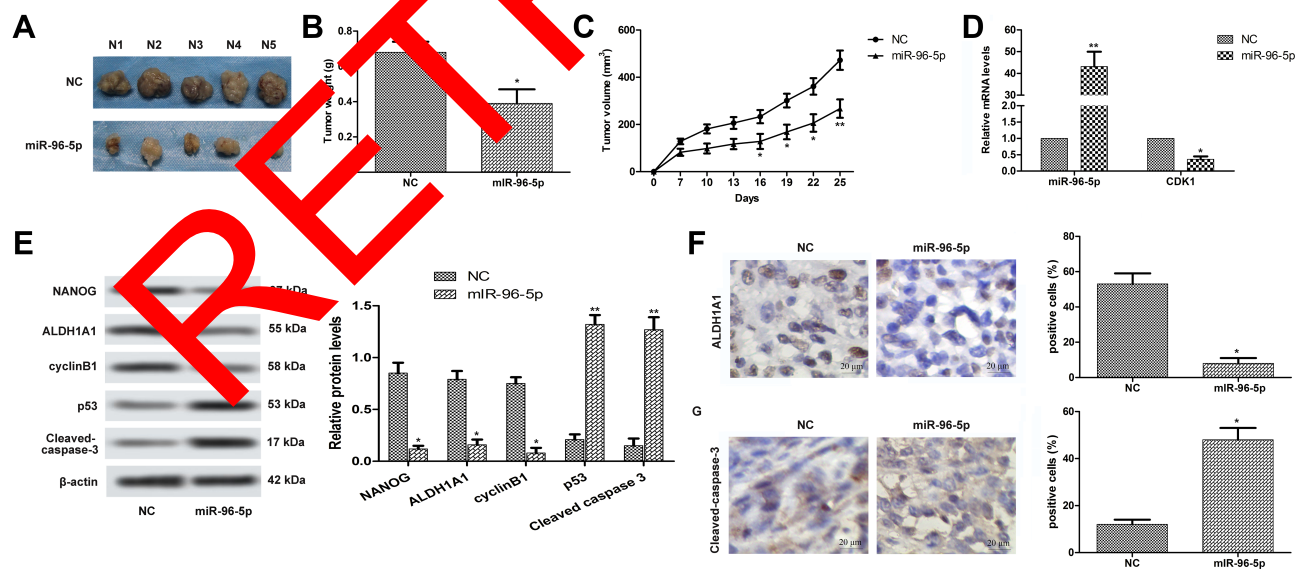 A
N1 N2 N3 N4 N5
NC
miR-96-5p
B
Tumor weight (g)
0.8
0.4
0.2
*
NC
mIR-96-5p
C
Tumor volume (mm³)
600
400
200
0
NC
miR-96-5p
* * * **
0 7 10 13 16 19 22 25
Days
D
Relative mRNA levels
60
50
40
30
2.0
1.5
1.0
0.5
0.0
**
*
NC
miR-96-5p
miR-96-5p CDK1
E
NANOG
37 kDa
ALDH1A1
55 kDa
cyclinB1
58 kDa
p53
53 kDa
Cleaved-
caspase-3
17 kDa
β-actin
42 kDa
NC miR-96-5p
NC
mIR-96-5p
Relative protein levels
1.5
1.0
0.5
0.0
* * * ** **
NANOG
ALDH1A1
cyclinB1
p53
Cleaved caspase 3
F
NC miR-96-5p
ALDH1A1
20 μm
20 μm
positive cells (%)
80
60
40
20
0
*
NC
mIR-96-5p
G
NC miR-96-5p
Cleaved-caspase-3
20 μm
20 μm
positive cells (%)
60
40
20
0
*
NC
mIR-96-5p